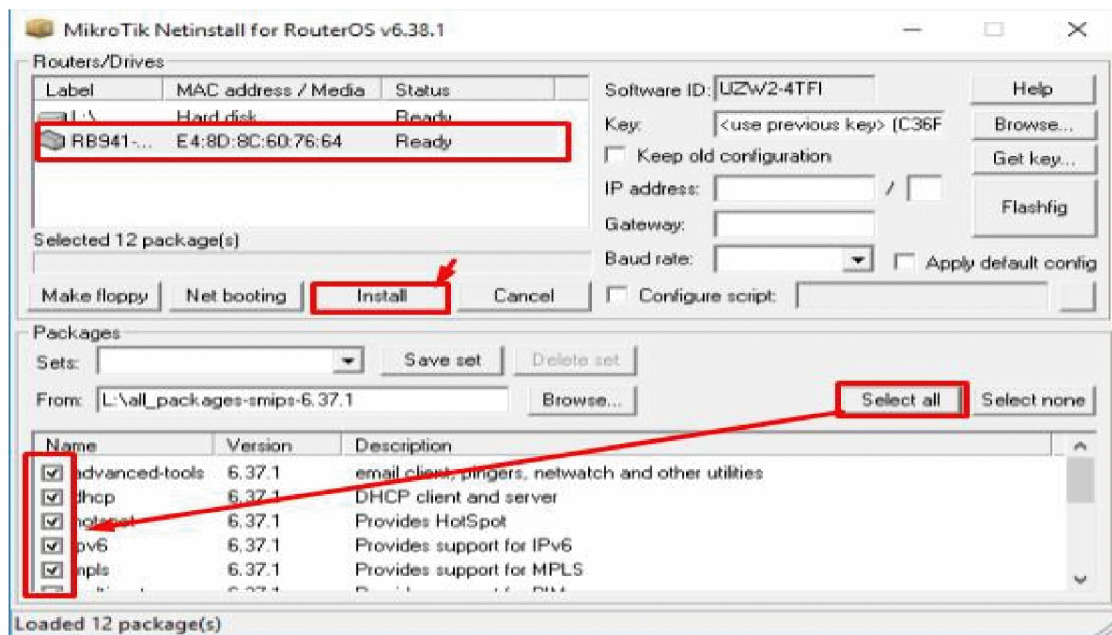 MikroTik Netinstall for RouterOS v6.38.1
Routers/Drives
Label MAC address / Media Status
L:\ Hard disk Ready
RB941-... E4:8D:8C:60:76:64 Ready
Selected 12 package(s)
Make floppy Net booting Install Cancel
Software ID: UZW2-4TFI Help
Key: <use previous key> (C36F Browse...
Keep old configuration Get key...
IP address: /
Flashfig
Gateway:
Baud rate: Apply default config
Configure script:
Packages
Sets: Save set Delete set
From: L:\all_packages-smips-6.37.1 Browse... Select all Select none
Name Version Description
advanced-tools 6.37.1 email client, pingers, netwatch and other utilities
dhcp 6.37.1 DHCP client and server
hotspot 6.37.1 Provides HotSpot
ipv6 6.37.1 Provides support for IPv6
mpls 6.37.1 Provides support for MPLS
Loaded 12 package(s)